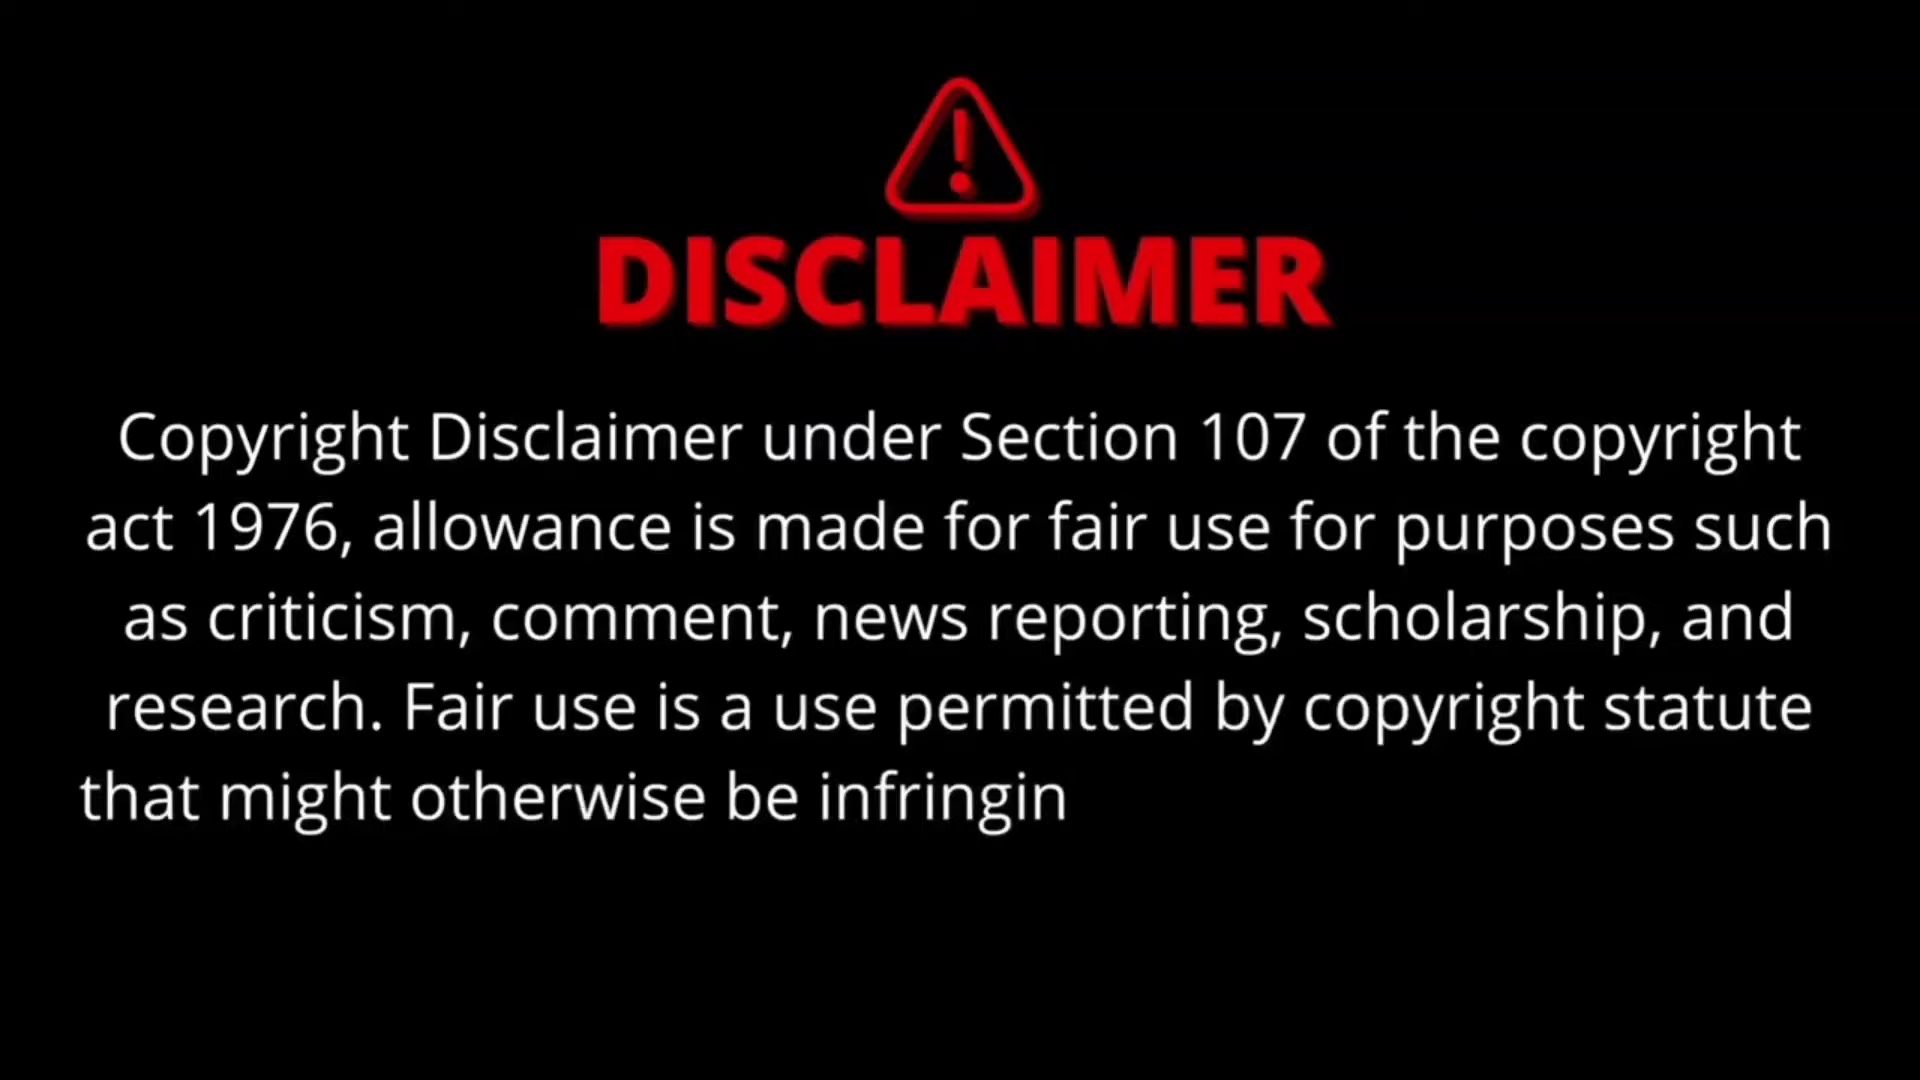 DISCLAIMER
Copyright Disclaimer under Section 107 of the copyright
act 1976, allowance is made for fair use for purposes such
as criticism, comment, news reporting, scholarship, and
research. Fair use is a use permitted by copyright statute
that might otherwise be infringin